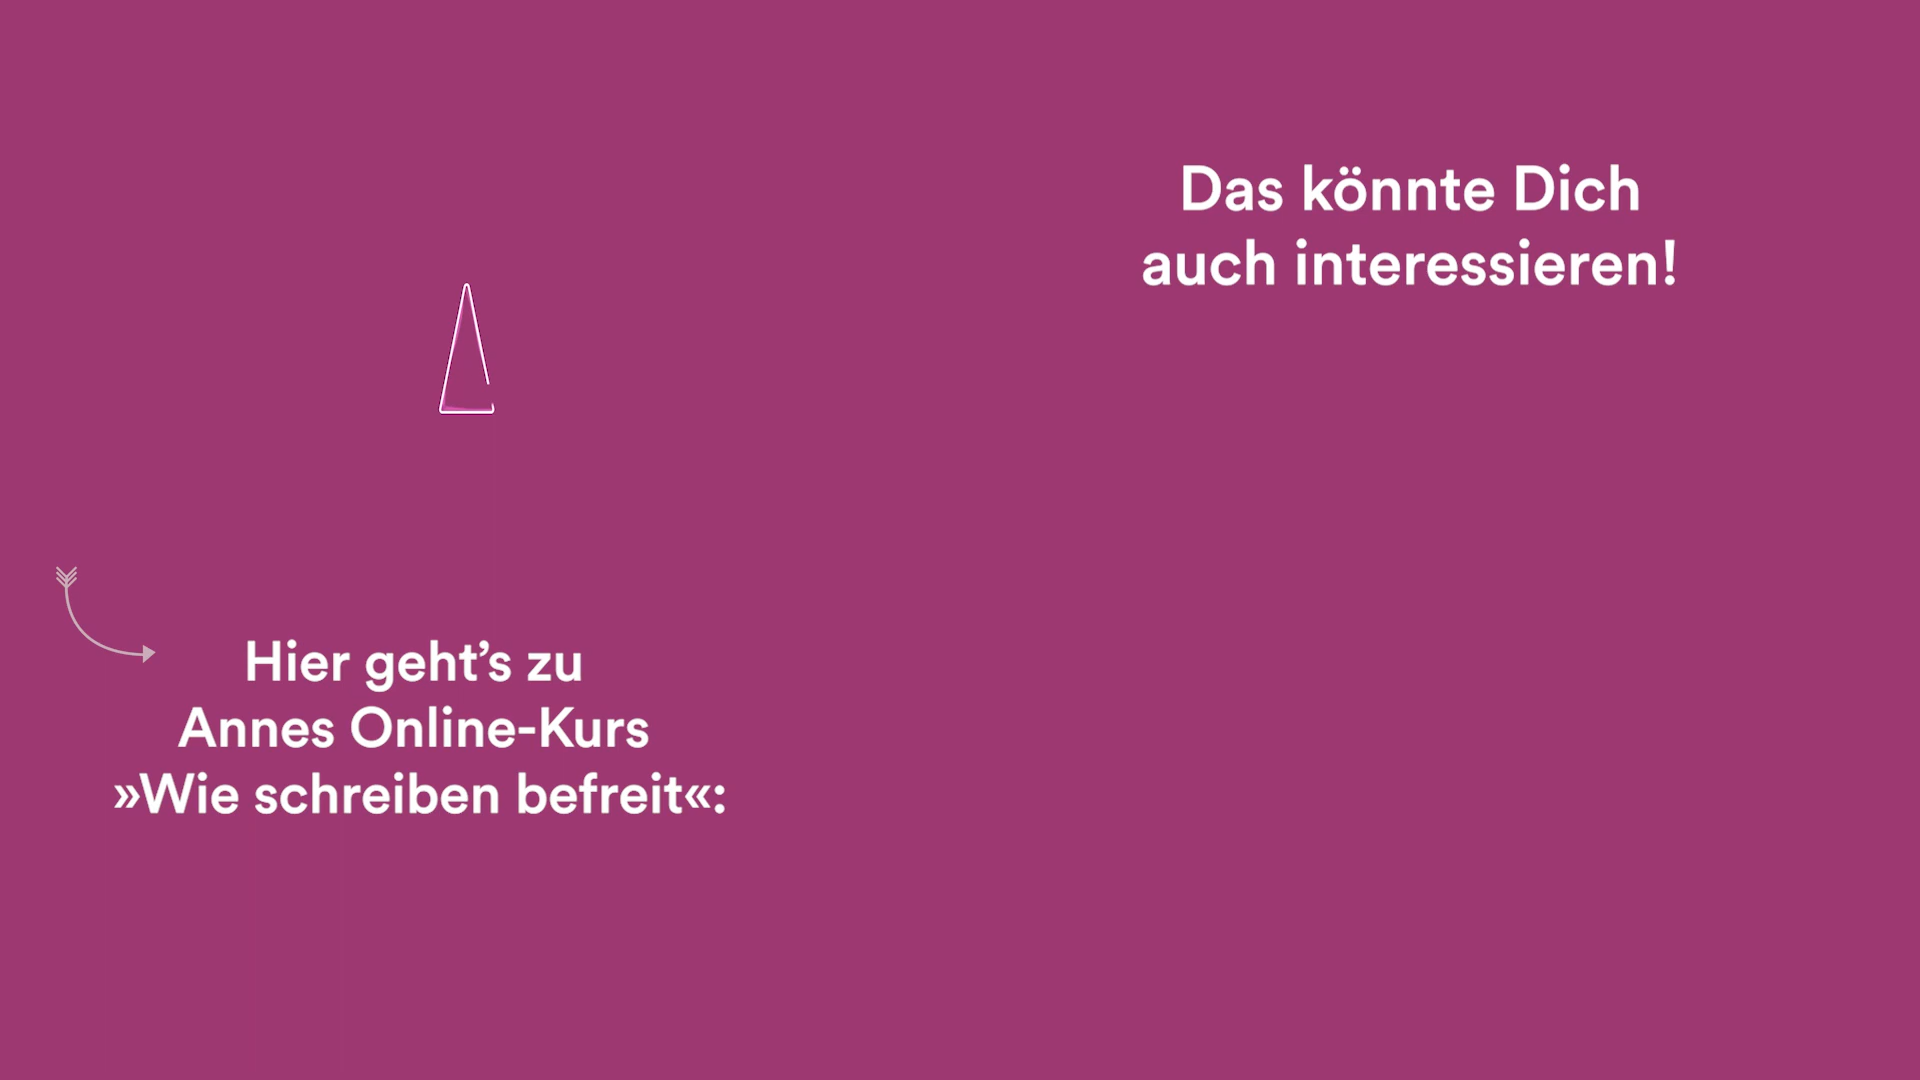 Das könnte Dich
auch interessieren!
Hier geht’s zu
Annes Online-Kurs
»Wie schreiben befreit«: